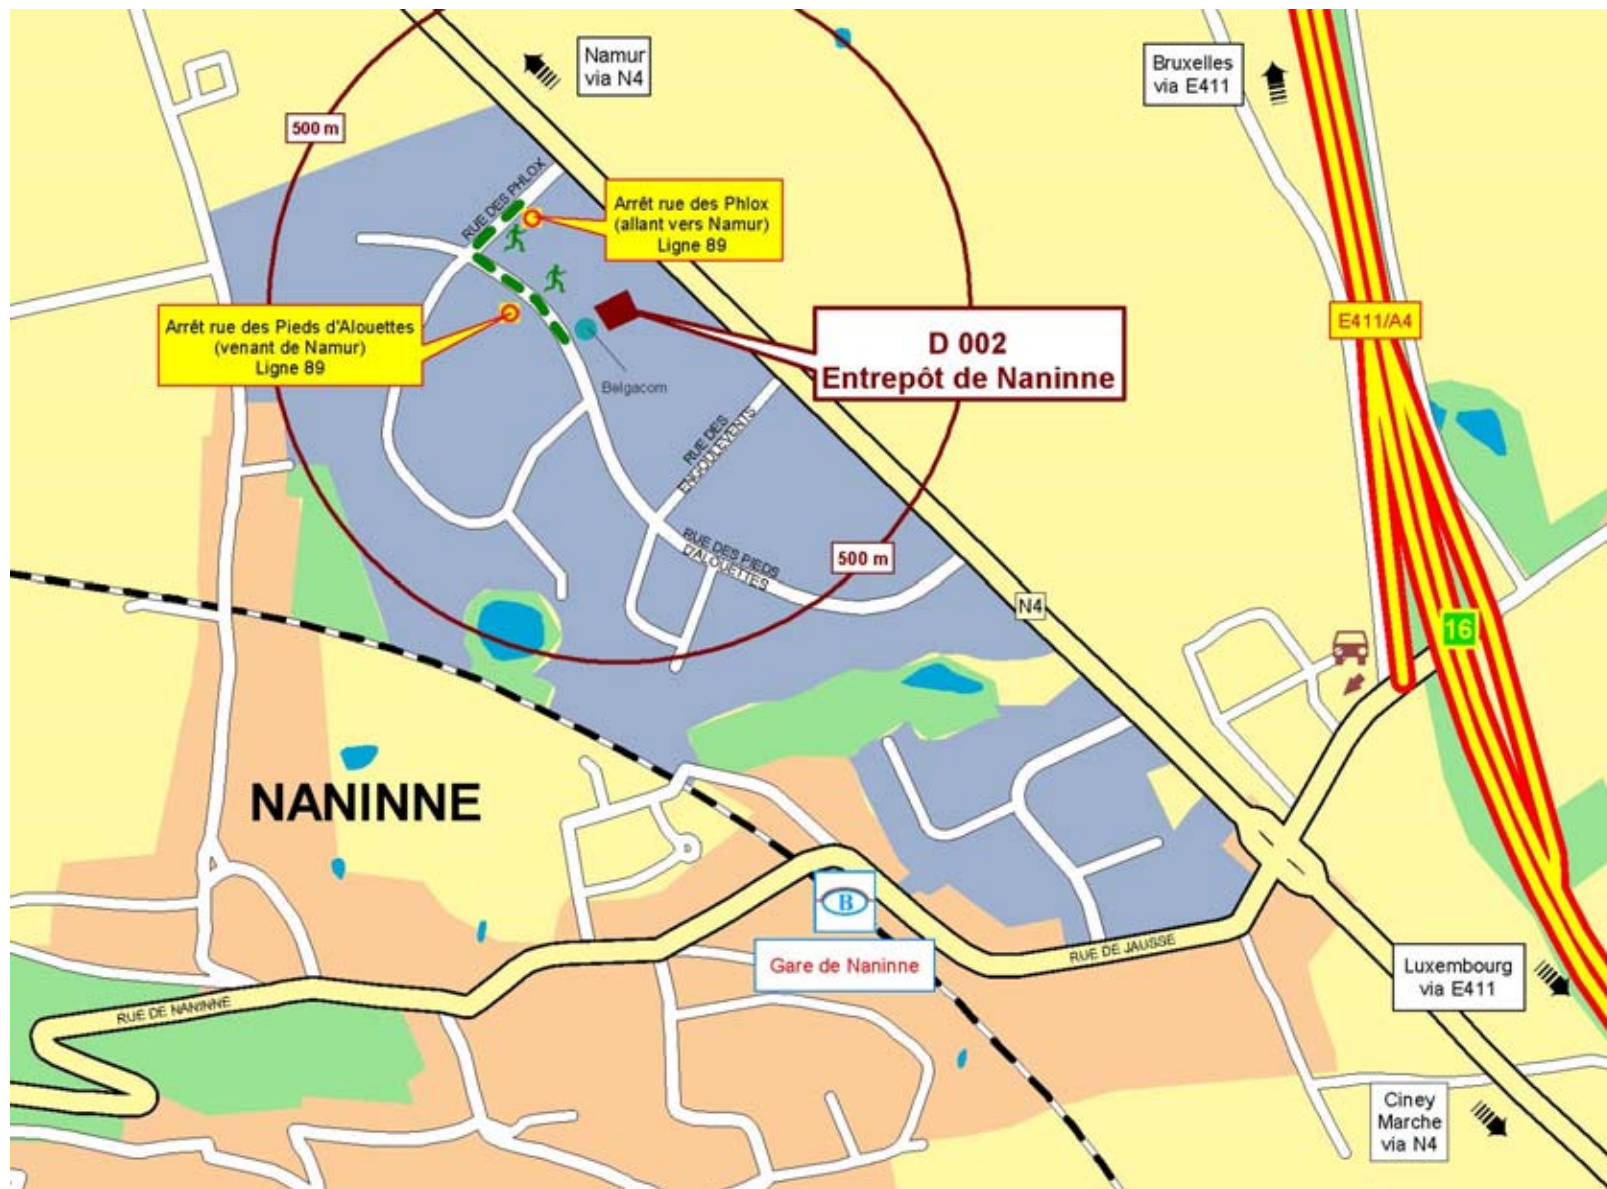 Namur
via N4
Bruxelles
via E411
500 m
RUE DES PHLOX
Arrêt rue des Phlox
(allant vers Namur)
Ligne 89
Arrêt rue des Pieds d'Alouettes
(venant de Namur)
Ligne 89
E411/A4
D 002
Entrepôt de Naninne
Belgacom
RUE DES
ENGOULEVENTS
RUE DES PIEDS
D'ALOUETTES
500 m
N4
16
NANINNE
B
Gare de Naninne
RUE DE JAUSSE
RUE DE NANINNE
Luxembourg
via E411
Ciney
Marche
via N4